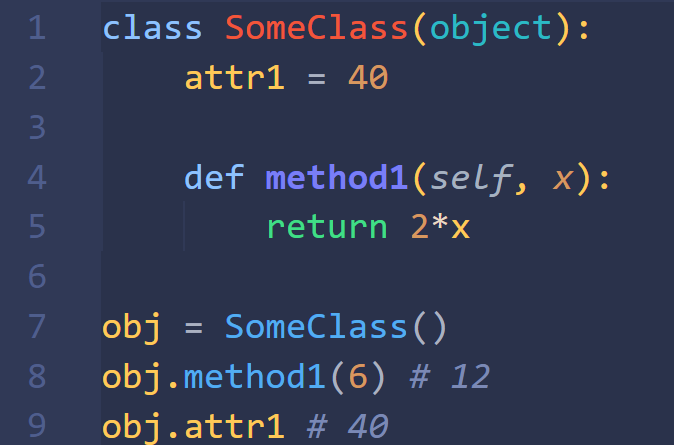 1 class SomeClass(object):
2     attr1 = 40
3
4     def method1(self, x):
5         return 2*x
6
7 obj = SomeClass()
8 obj.method1(6) # 12
9 obj.attr1 # 40